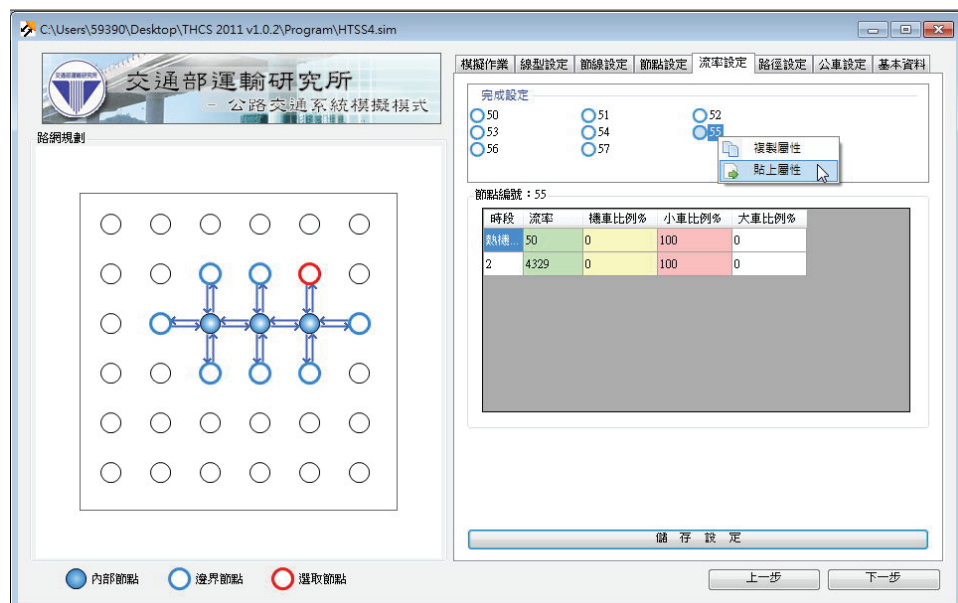 C:\Users\59390\Desktop\THCS 2011 v1.0.2\Program\HTSS4.sim
交通部運輸研究所
- 公路交通系統模擬模式
路網規劃
內部節點 邊界節點 選取節點
模擬作業 線型設定 節線設定 節點設定 流率設定 路徑設定 公車設定 基本資料
完成設定
50 51 52
53 54 55
56 57
複製屬性
貼上屬性
節點編號：55
時段 流率 機車比例% 小車比例% 大車比例%
熱機... 50 0 100 0
2 4329 0 100 0
儲 存 設 定
上一步 下一步